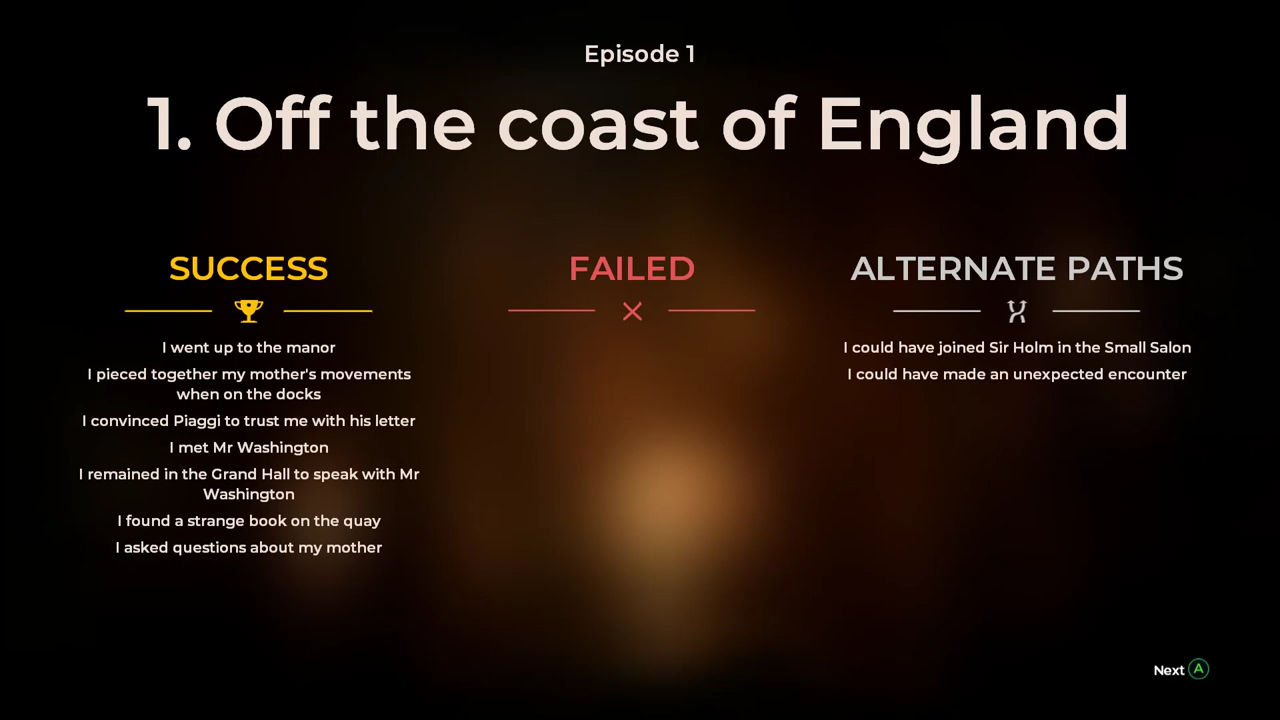 Episode 1
1. Off the coast of England
SUCCESS
I went up to the manor
I pieced together my mother's movements
when on the docks
I convinced Piaggi to trust me with his letter
I met Mr Washington
I remained in the Grand Hall to speak with Mr
Washington
I found a strange book on the quay
I asked questions about my mother
FAILED
ALTERNATE PATHS
I could have joined Sir Holm in the Small Salon
I could have made an unexpected encounter
Next A